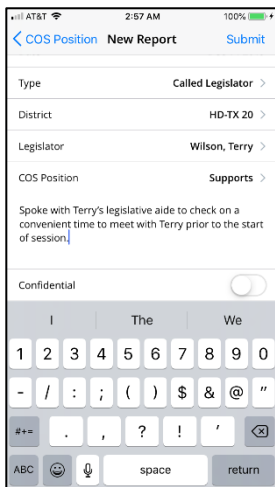 AT&T 2:57 AM 100%
COS Position New Report Submit
Type Called Legislator
District HD-TX 20
Legislator Wilson, Terry
COS Position Supports
Spoke with Terry's legislative aide to check on a
convenient time to meet with Terry prior to the start
of session.
Confidential
I The We
1 2 3 4 5 6 7 8 9 0
- / : ; ( ) $ & @ "
#+= . , ? ! '
ABC space return